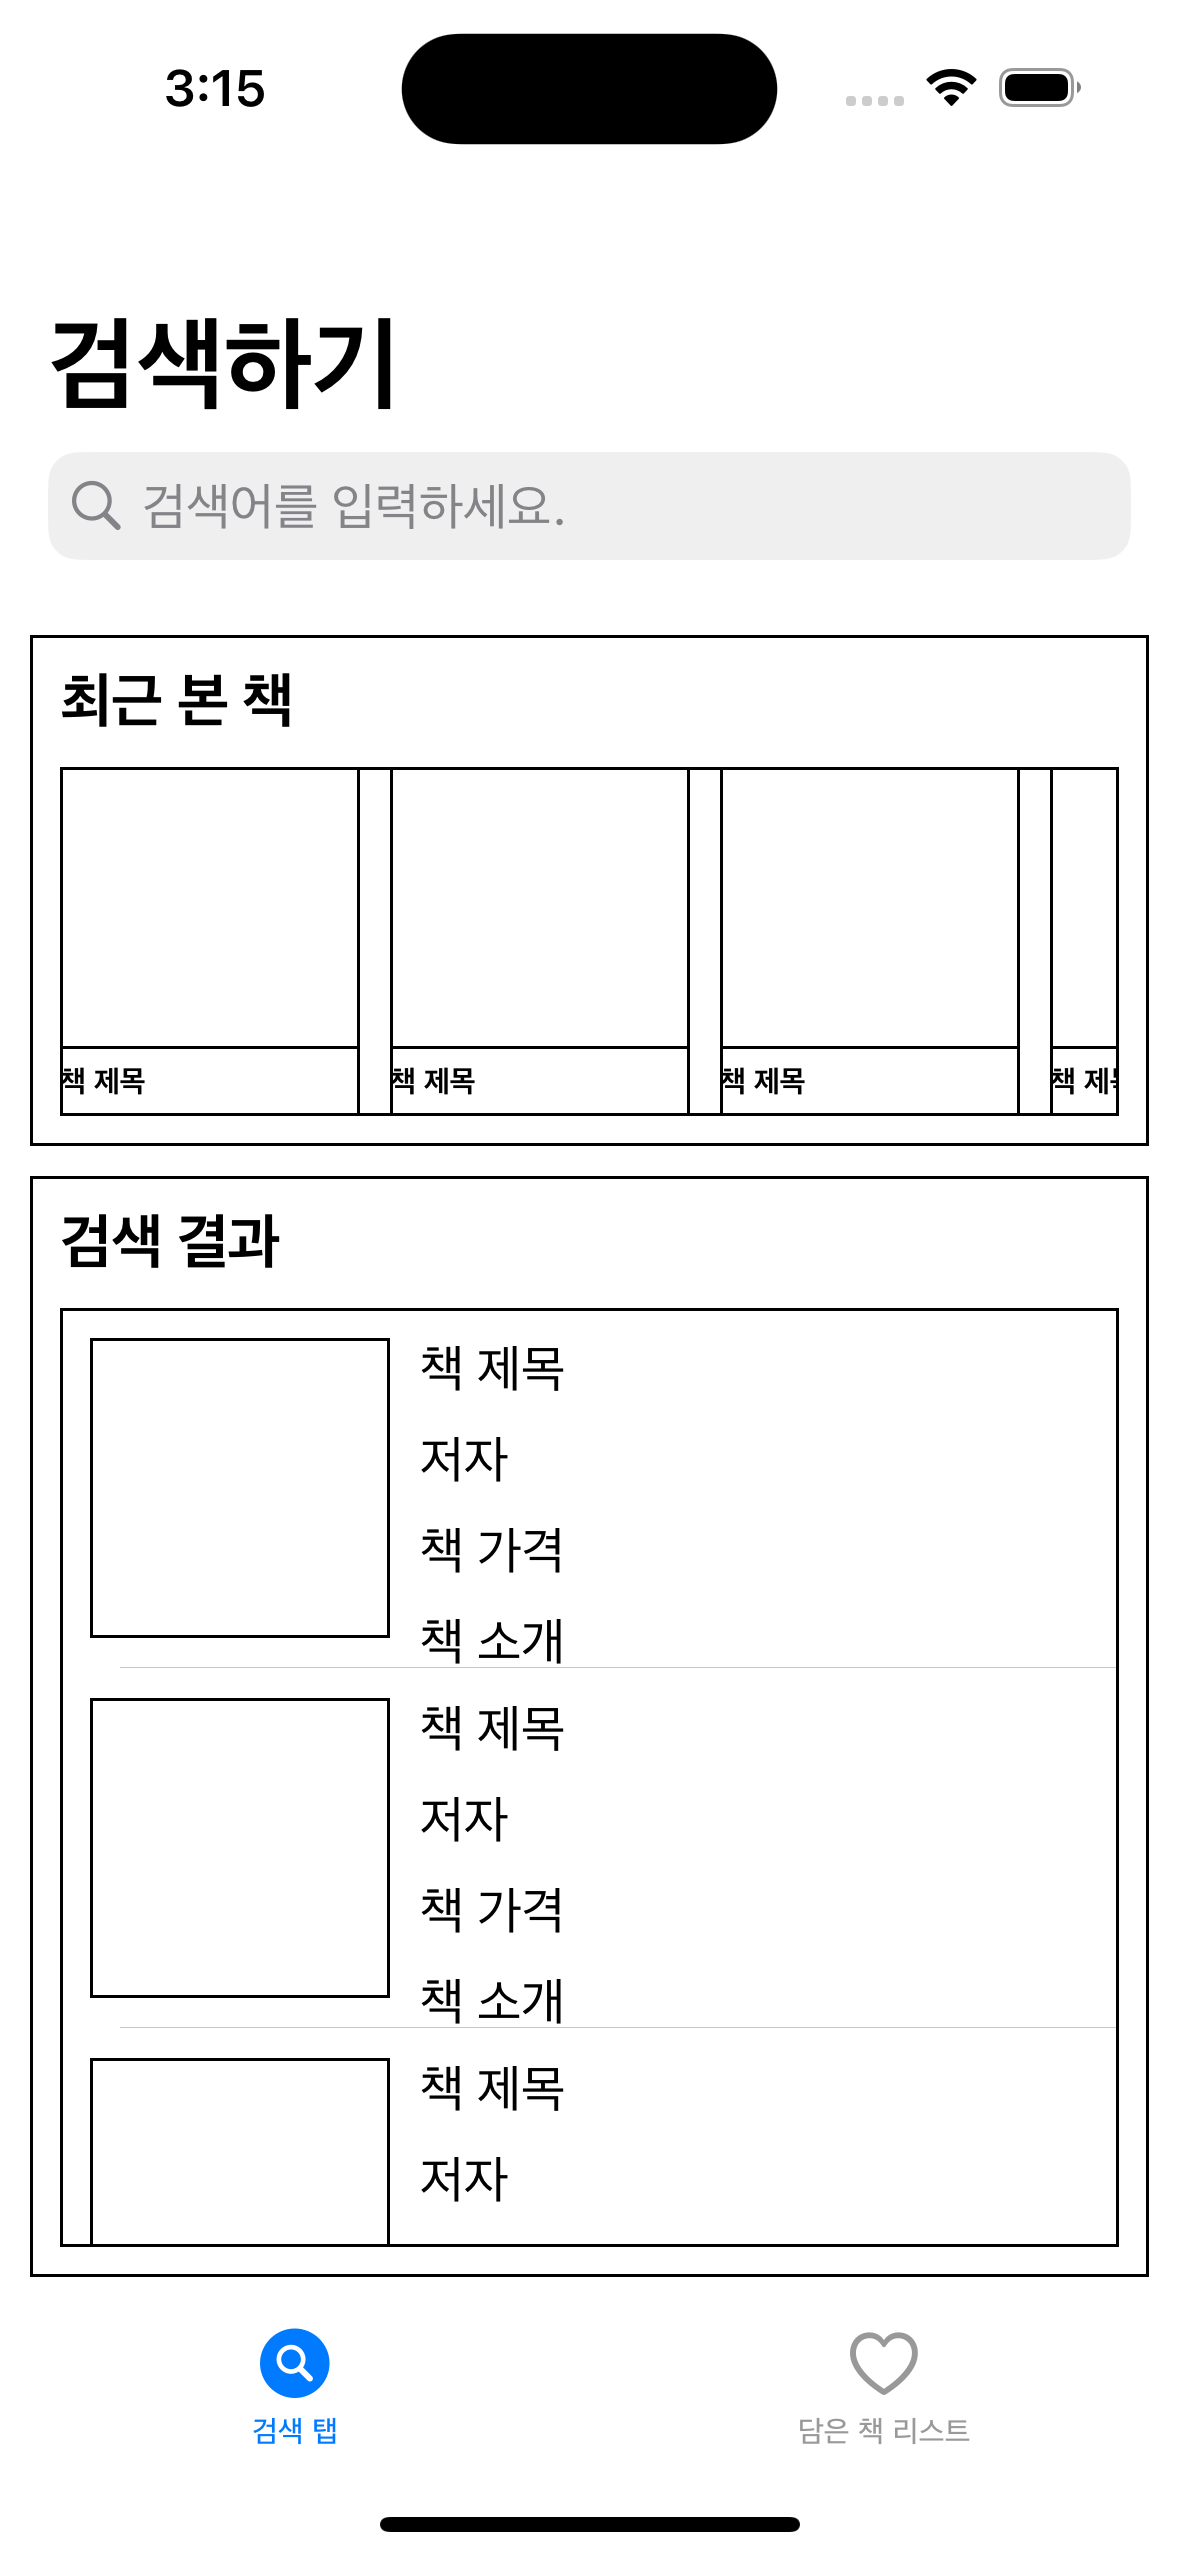 3:15
검색하기
검색어를 입력하세요.
최근 본 책
책 제목 책 제목 책 제목 책 제
검색 결과
책 제목
저자
책 가격
책 소개
책 제목
저자
책 가격
책 소개
책 제목
저자
검색 탭 담은 책 리스트